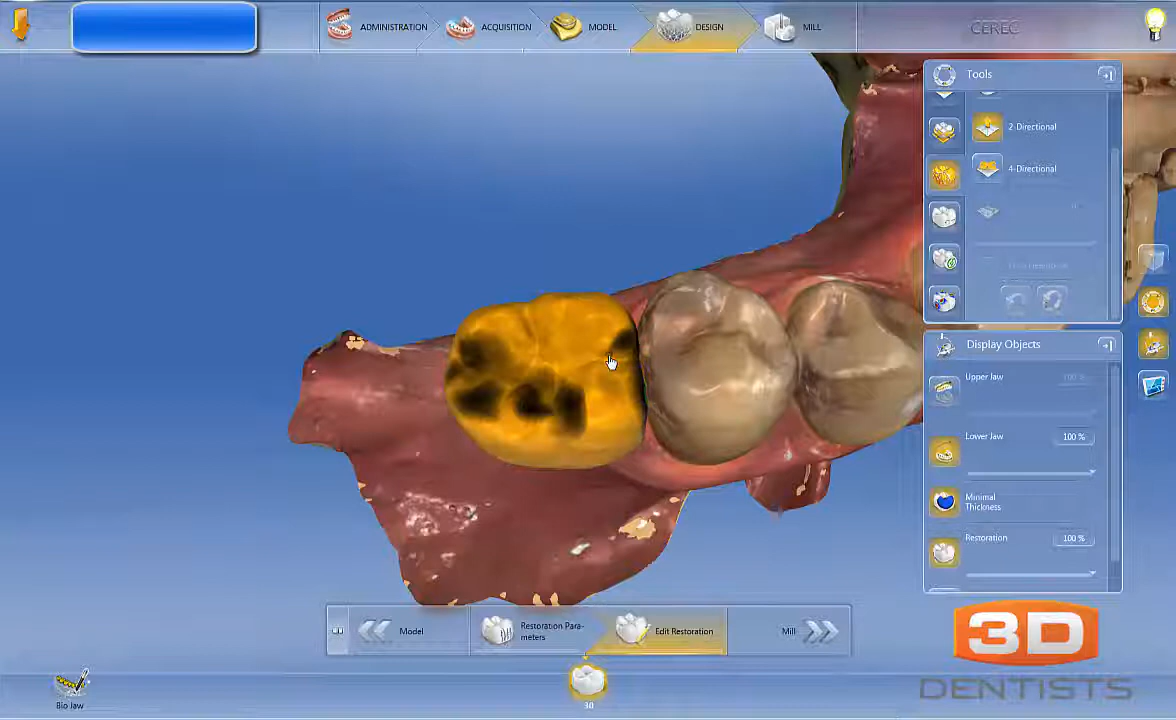 ADMINISTRATION
ACQUISITION
MODEL
DESIGN
MILL
CEREC
Tools
2-Directional
4-Directional
Display Objects
Upper Jaw
100 %
Lower Jaw
100 %
Minimal
Thickness
Restoration
100 %
Model
Restoration Para-
meters
Edit Restoration
Mill
30
Bio Jaw
3D
DENTISTS